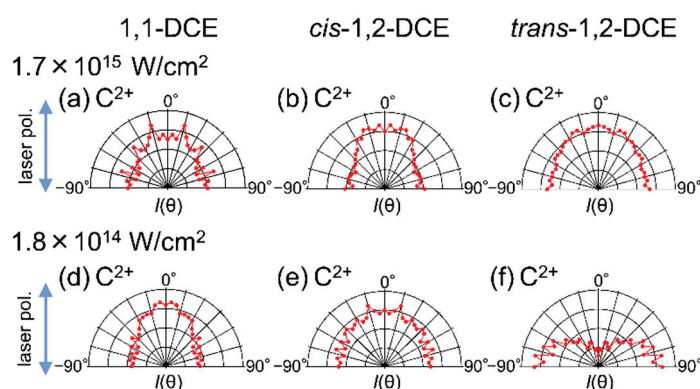 1,1-DCE cis-1,2-DCE trans-1,2-DCE
1.7 × 10¹⁵ W/cm²
laser pol.
(a) C²⁺ (b) C²⁺ (c) C²⁺
0° 0° 0°
−90° 90° −90° 90° −90° 90°
I(θ) I(θ) I(θ)
1.8 × 10¹⁴ W/cm²
laser pol.
(d) C²⁺ (e) C²⁺ (f) C²⁺
0° 0° 0°
−90° 90° −90° 90° −90° 90°
I(θ) I(θ) I(θ)